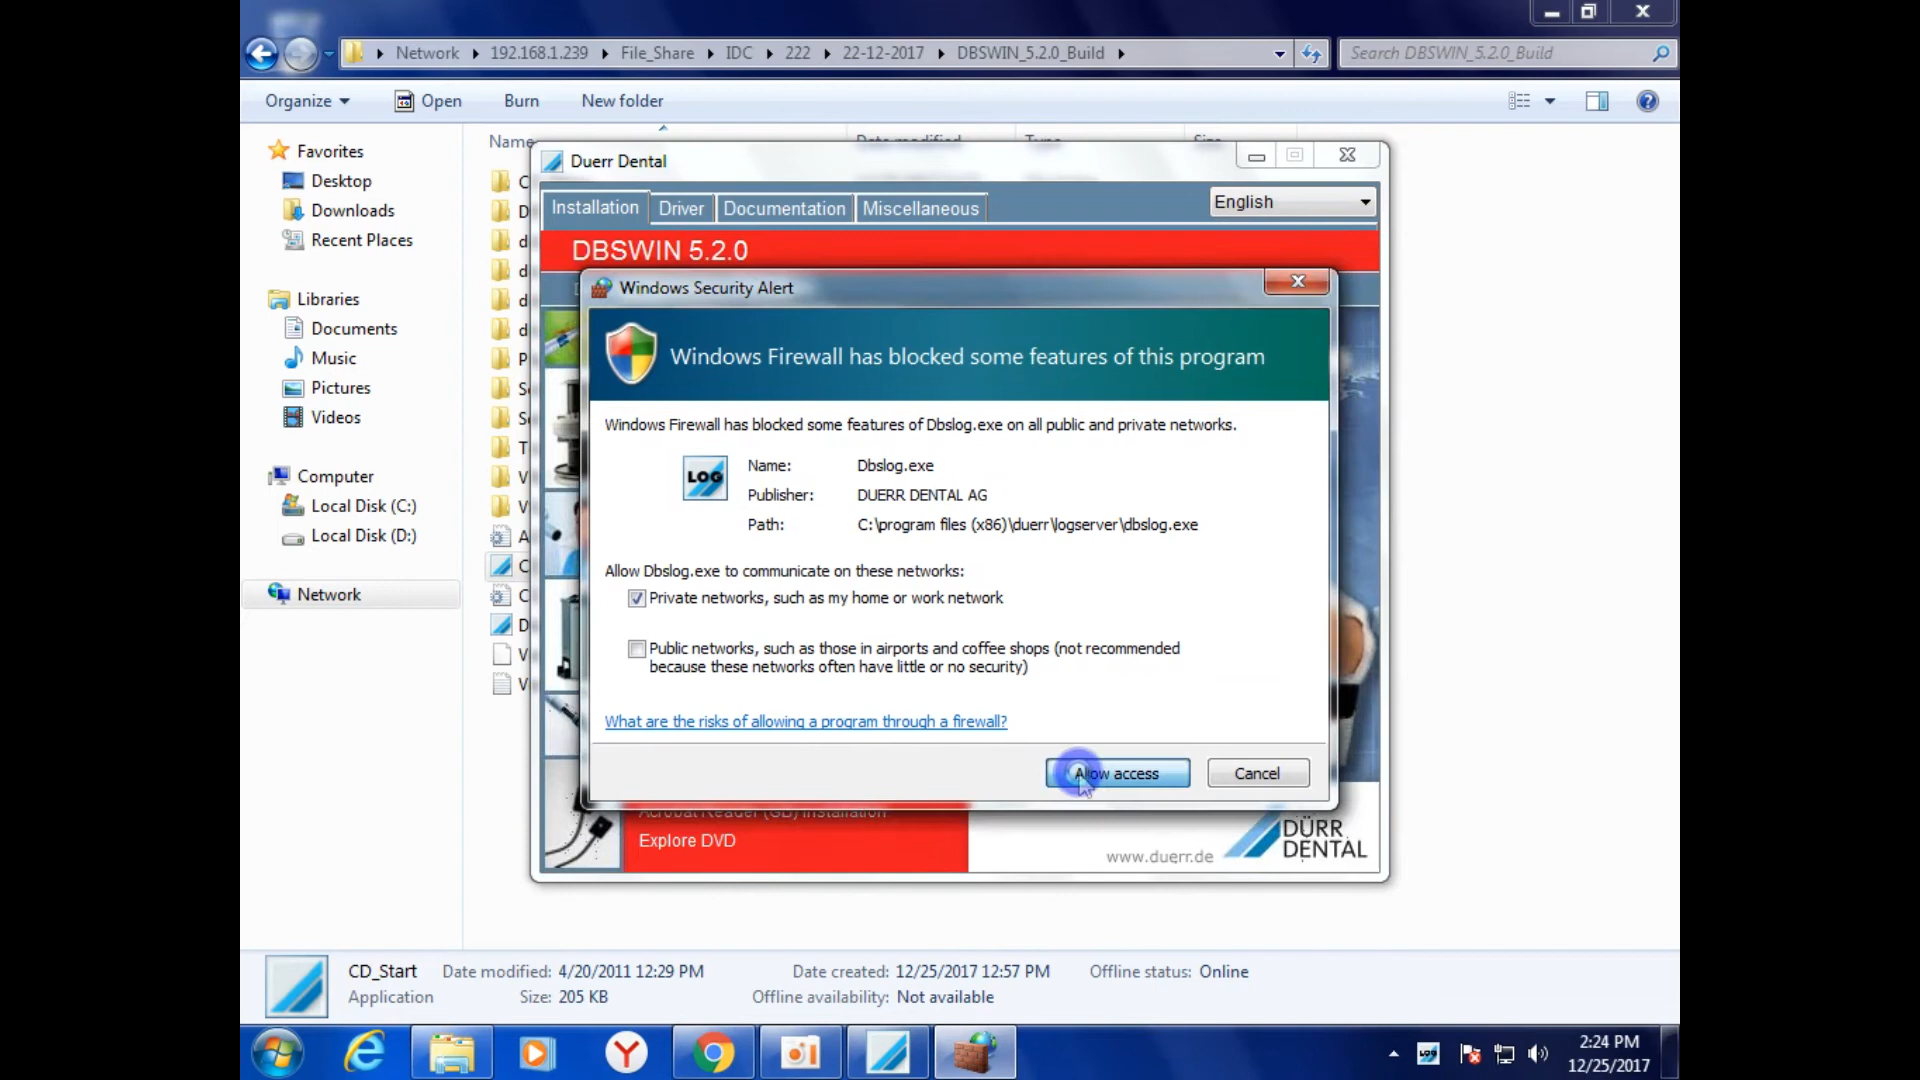 Network 192.168.1.239 File_Share IDC 222 22-12-2017 DBSWIN_5.2.0_Build
Search DBSWIN_5.2.0_Build
Organize Open Burn New folder
Name Date modified Type Size
Favorites
Desktop
Downloads
Recent Places
Libraries
Documents
Music
Pictures
Videos
Computer
Local Disk (C:)
Local Disk (D:)
Network
Duerr Dental
Installation Driver Documentation Miscellaneous
English
DBSWIN 5.2.0
Windows Security Alert
Windows Firewall has blocked some features of this program
Windows Firewall has blocked some features of Dbslog.exe on all public and private networks.
LOG
Name: Dbslog.exe
Publisher: DUERR DENTAL AG
Path: C:\program files (x86)\duerr\logserver\dbslog.exe
Allow Dbslog.exe to communicate on these networks:
Private networks, such as my home or work network
Public networks, such as those in airports and coffee shops (not recommended
because these networks often have little or no security)
What are the risks of allowing a program through a firewall?
Allow access Cancel
Acrobat Reader (GB) Installation
Explore DVD
www.duerr.de
DÜRR
DENTAL
CD_Start Date modified: 4/20/2011 12:29 PM Date created: 12/25/2017 12:57 PM Offline status: Online
Application Size: 205 KB Offline availability: Not available
LOG
2:24 PM
12/25/2017